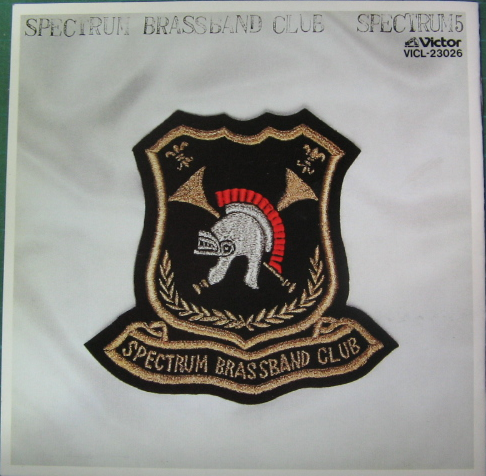 SPECTRUM BRASSBAND CLUB SPECTRUM5
Victor
VICL-23026
SPECTRUM BRASSBAND CLUB